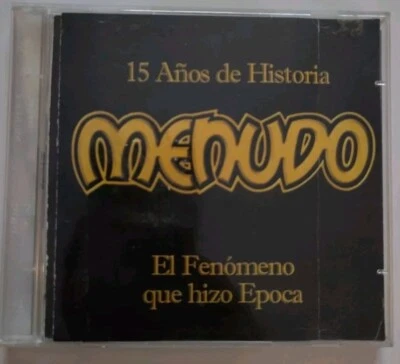 15 Años de Historia
MENUDO
El Fenómeno
que hizo Epoca